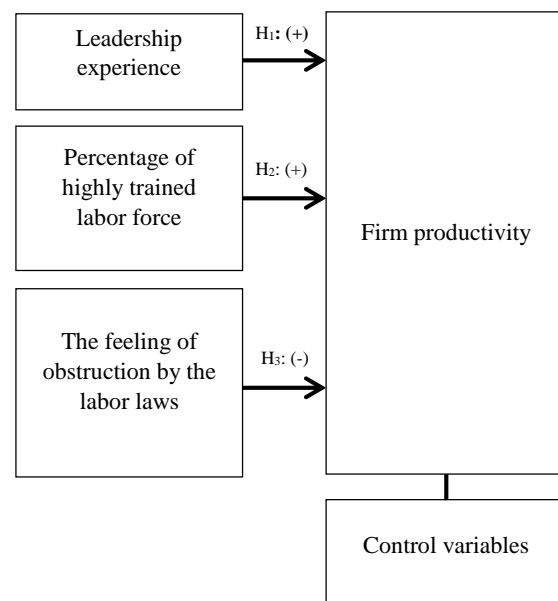 Leadership
experience
H₁: (+)
Percentage of
highly trained
labor force
H₂: (+)
Firm productivity
The feeling of
obstruction by the
labor laws
H₃: (-)
Control variables